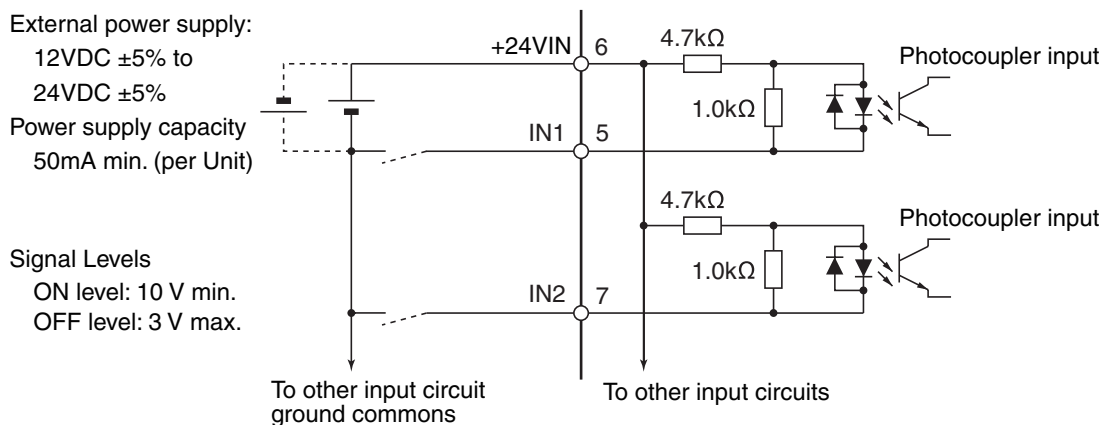 External power supply:
12VDC ±5% to
24VDC ±5%
Power supply capacity
50mA min. (per Unit)
Signal Levels
ON level: 10 V min.
OFF level: 3 V max.
+24VIN 6
4.7kΩ
1.0kΩ
Photocoupler input
IN1 5
4.7kΩ
1.0kΩ
Photocoupler input
IN2 7
To other input circuit
ground commons
To other input circuits